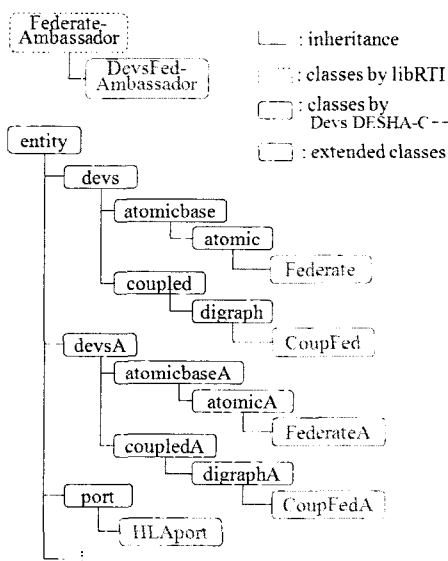 Federate-
Ambassador
DevsFed-
Ambassador
: inheritance
: classes by libRTI
: classes by
Devs DESHA-C--
: extended classes
entity
devs
atomicbase
atomic
Federate
coupled
digraph
CoupFed
devsA
atomicbaseA
atomicA
FederateA
coupledA
digraphA
CoupFedA
port
HLAport
: